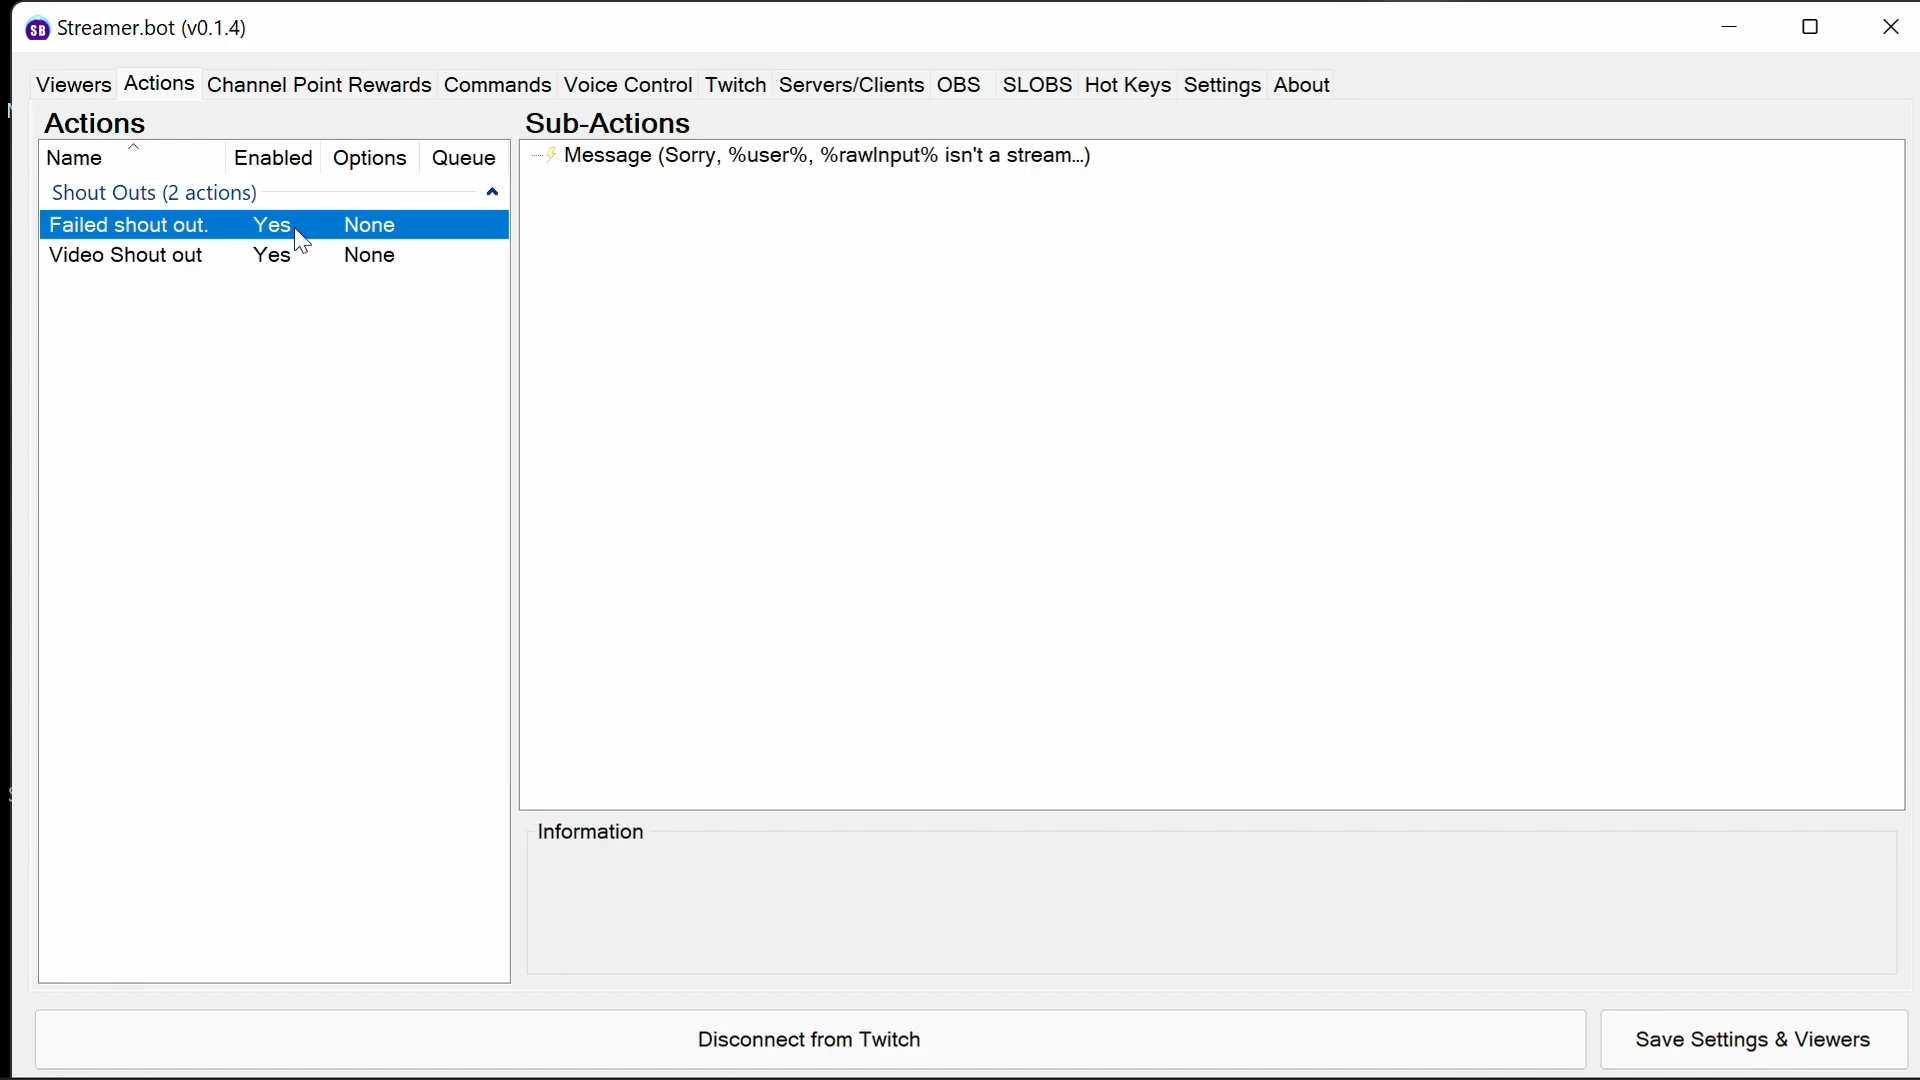 SB Streamer.bot (v0.1.4)
Viewers Actions Channel Point Rewards Commands Voice Control Twitch Servers/Clients OBS SLOBS Hot Keys Settings About
Actions
Sub-Actions
Name Enabled Options Queue
Message (Sorry, %user%, %rawInput% isn't a stream...)
Shout Outs (2 actions)
Failed shout out. Yes None
Video Shout out Yes None
Information
Disconnect from Twitch
Save Settings & Viewers